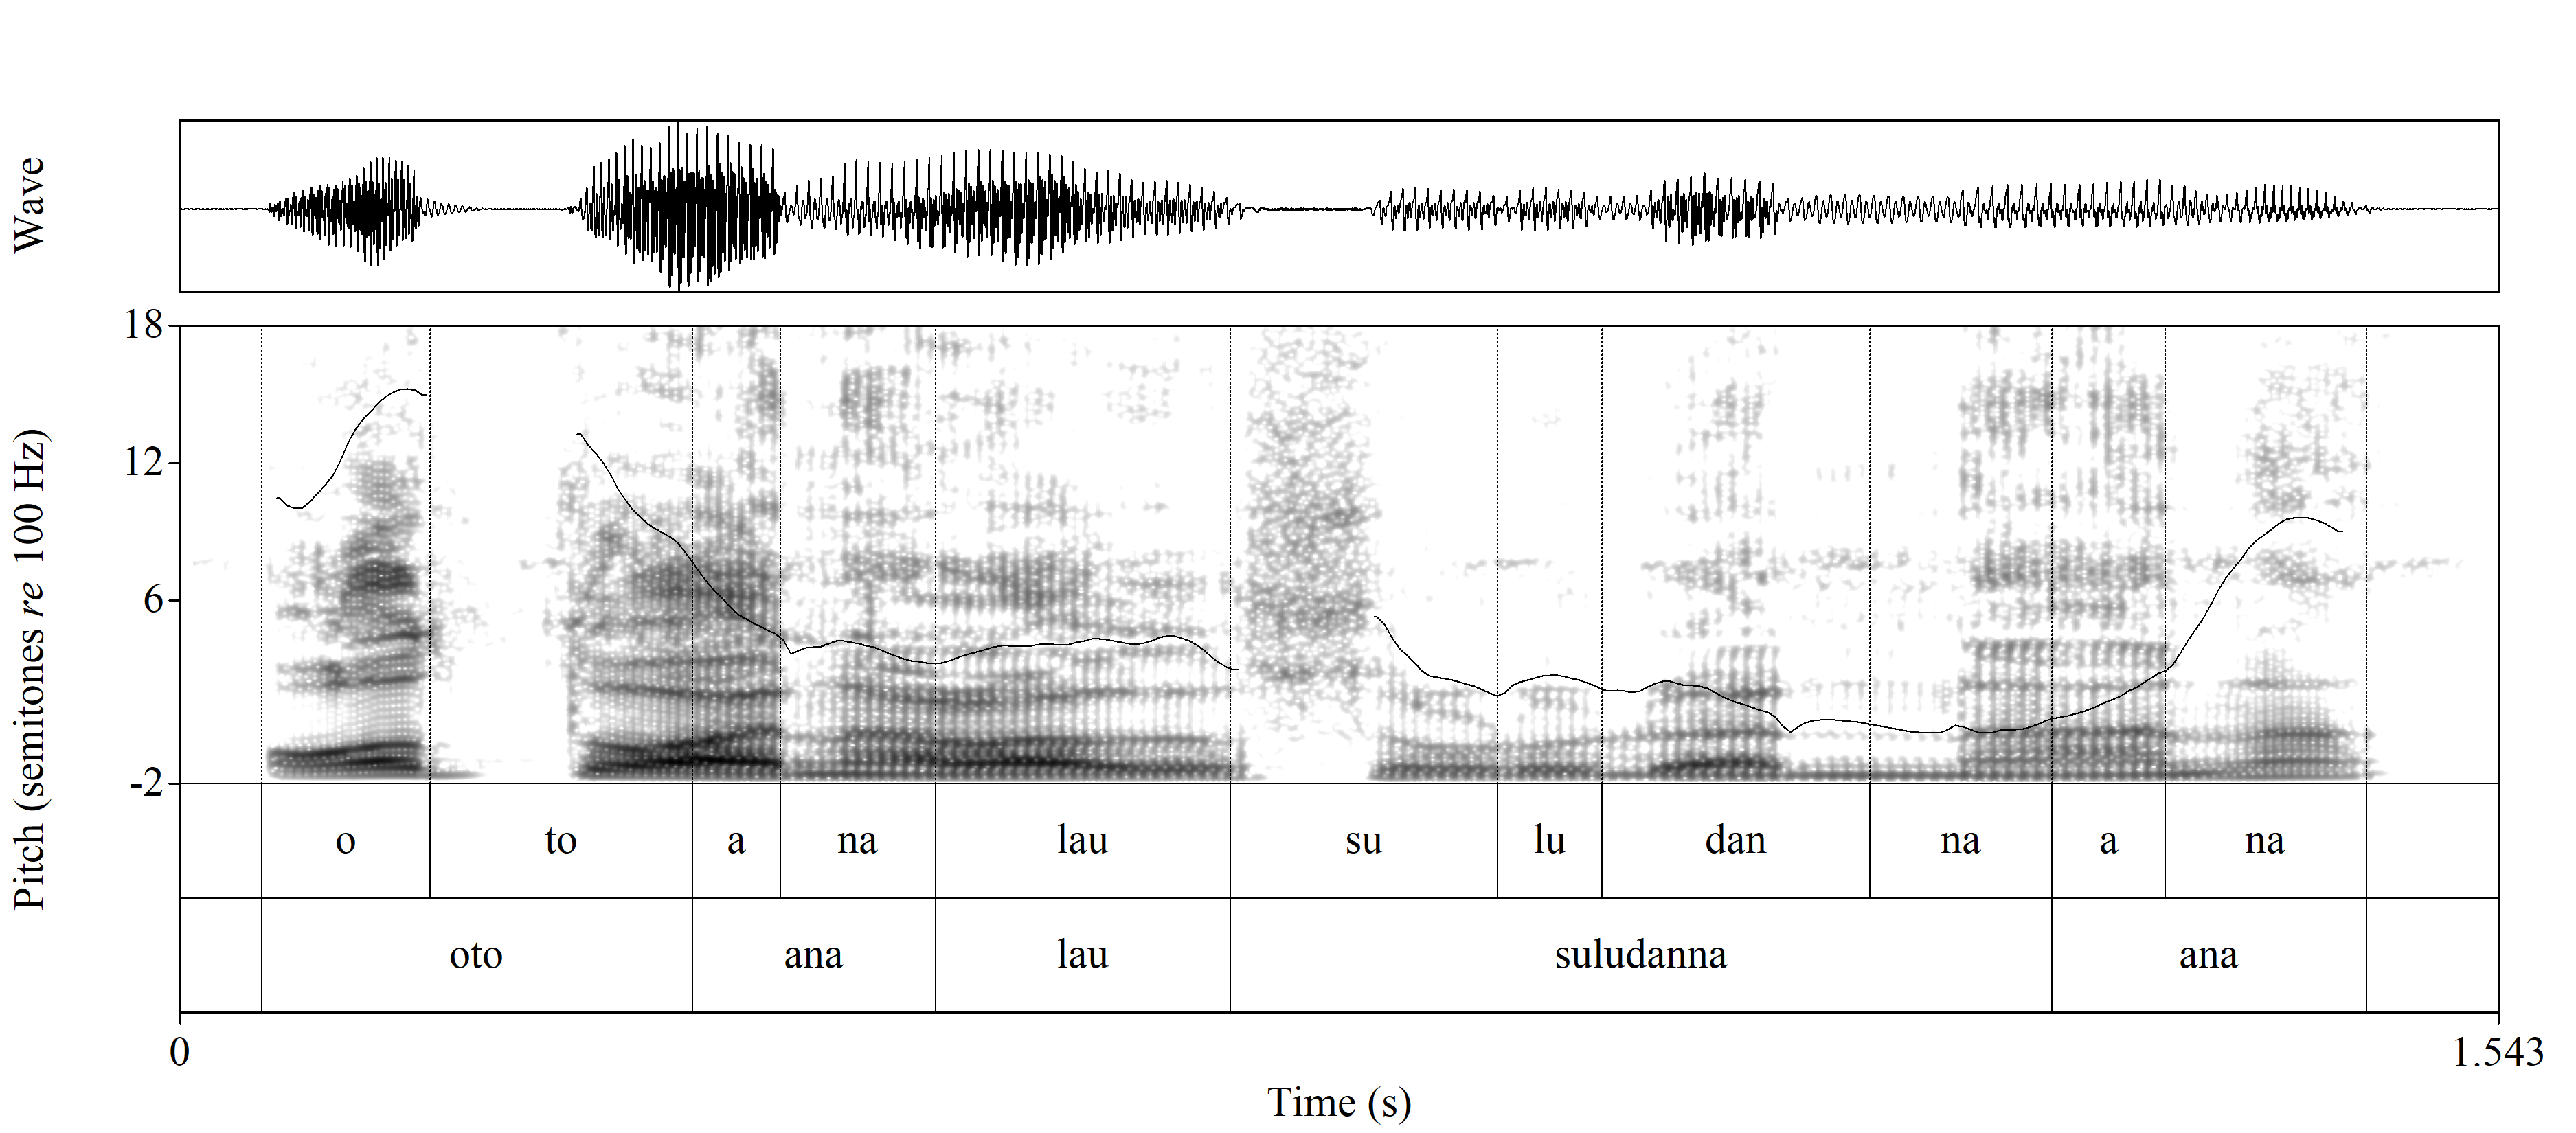 Wave
18
12
6
-2
Pitch (semitones re 100 Hz)
o to a na lau su lu dan na a na
oto ana lau suludanna ana
0 1.543
Time (s)